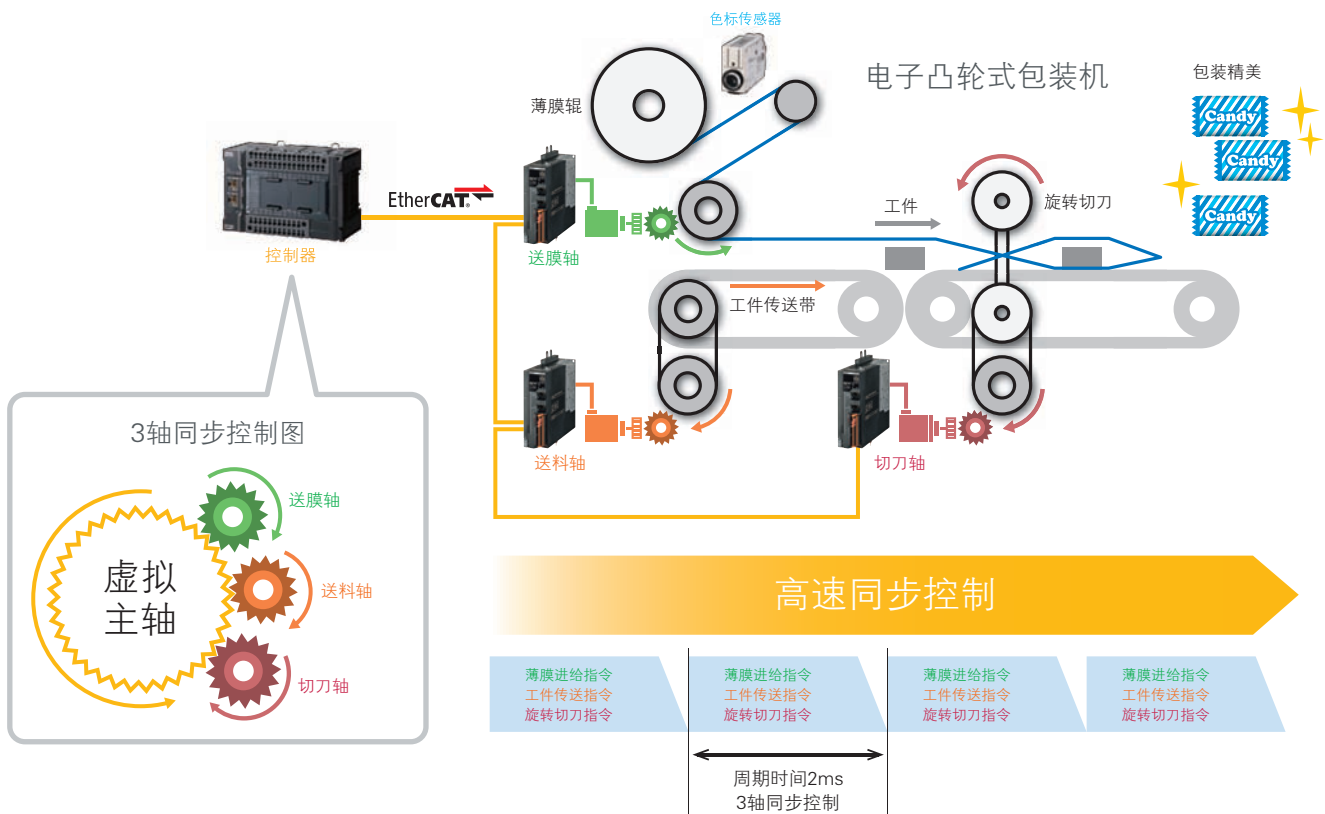 色标传感器
电子凸轮式包装机
包装精美
薄膜辊
Candy
Candy
Candy
EtherCAT
工件
旋转切刀
控制器
送膜轴
工件传送带
3轴同步控制图
送料轴
切刀轴
送膜轴
虚拟
主轴
送料轴
切刀轴
高速同步控制
薄膜进给指令
工件传送指令
旋转切刀指令
薄膜进给指令
工件传送指令
旋转切刀指令
薄膜进给指令
工件传送指令
旋转切刀指令
薄膜进给指令
工件传送指令
旋转切刀指令
周期时间2ms
3轴同步控制